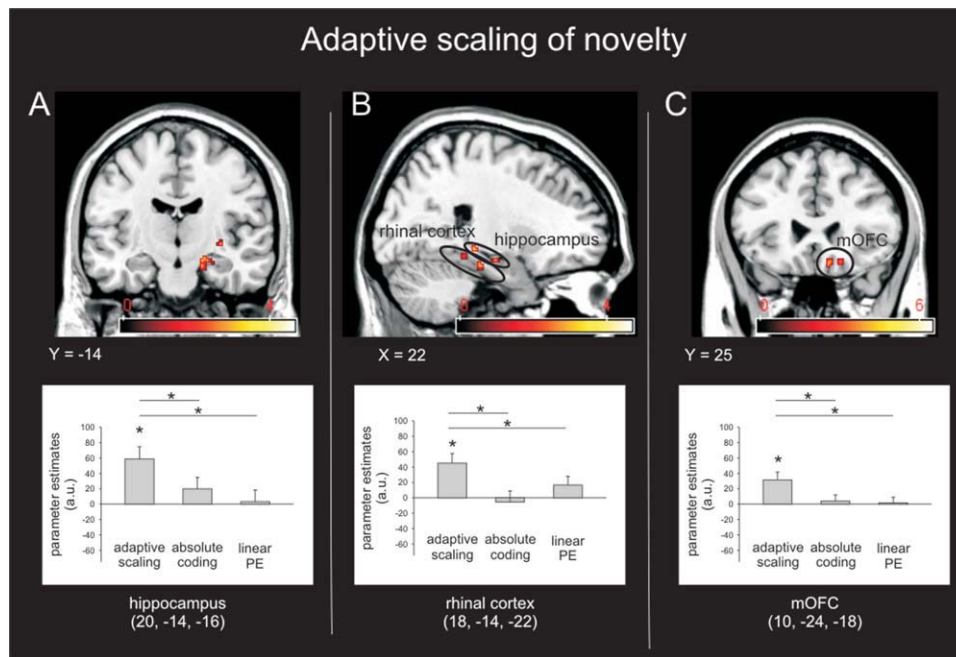 Adaptive scaling of novelty
A
0
4
Y = -14
parameter estimates
(a.u.)
100
80
60
40
20
0
-20
-40
-60
*
*
*
adaptive
scaling
absolute
coding
linear
PE
hippocampus
(20, -14, -16)
B
rhinal cortex
hippocampus
0
4
X = 22
parameter estimates
(a.u.)
100
80
60
40
20
0
-20
-40
-60
*
*
*
adaptive
scaling
absolute
coding
linear
PE
rhinal cortex
(18, -14, -22)
C
mOFC
0
6
Y = 25
parameter estimates
(a.u.)
100
80
60
40
20
0
-20
-40
-60
*
*
*
adaptive
scaling
absolute
coding
linear
PE
mOFC
(10, -24, -18)